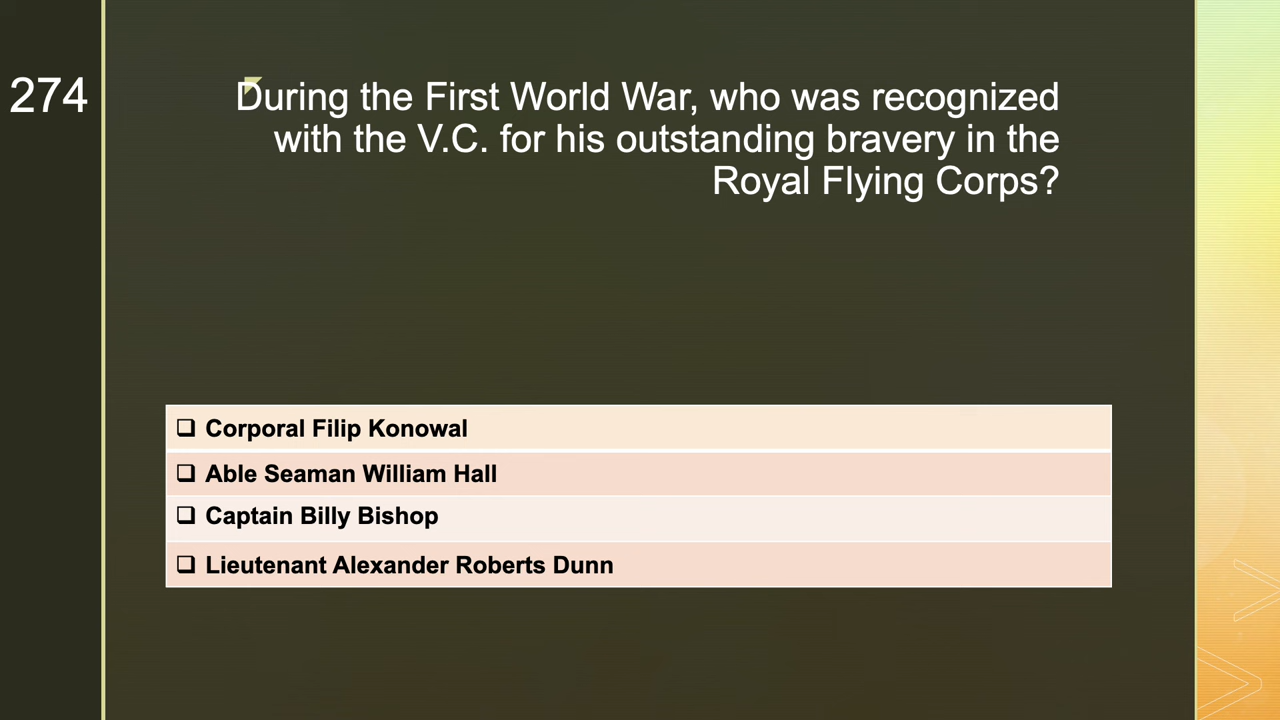 274
During the First World War, who was recognized
with the V.C. for his outstanding bravery in the
Royal Flying Corps?
❑ Corporal Filip Konowal
❑ Able Seaman William Hall
❑ Captain Billy Bishop
❑ Lieutenant Alexander Roberts Dunn